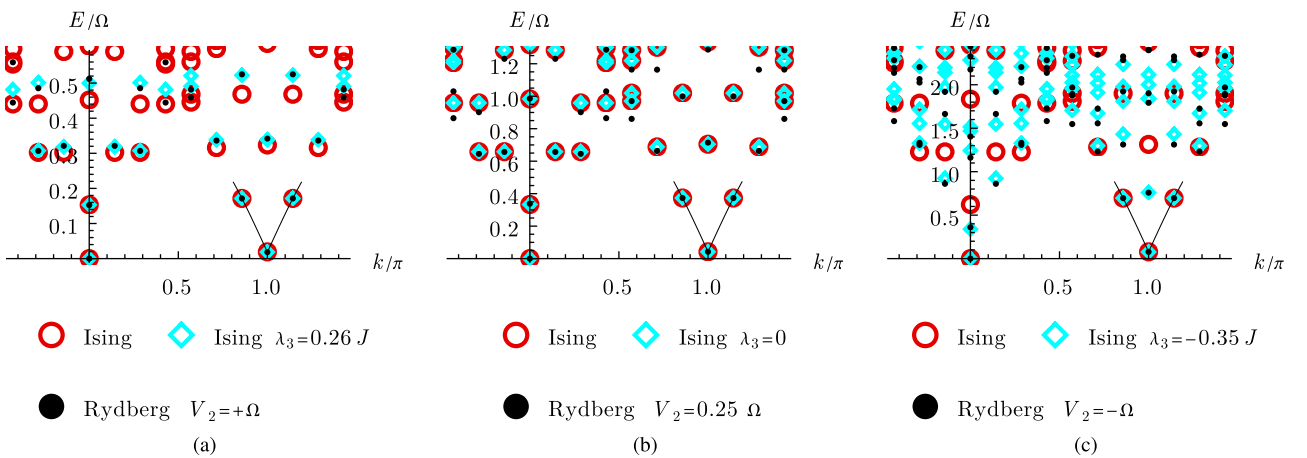 E/Ω
0.5
0.4
0.3
0.2
0.1
0.5 1.0
k/π
Ising Ising λ₃=0.26 J
Rydberg V₂=+Ω
(a)
E/Ω
1.2
1.0
0.8
0.6
0.4
0.2
0.5 1.0
k/π
Ising Ising λ₃=0
Rydberg V₂=0.25 Ω
(b)
E/Ω
2.0
1.5
1.0
0.5
0.5 1.0
k/π
Ising Ising λ₃=−0.35 J
Rydberg V₂=−Ω
(c)